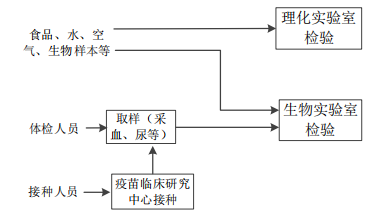 理化实验室
检验
食品、水、空
气、生物样本等
生物实验室
检验
取样（采
血、尿等）
体检人员
疫苗临床研究
中心接种
接种人员